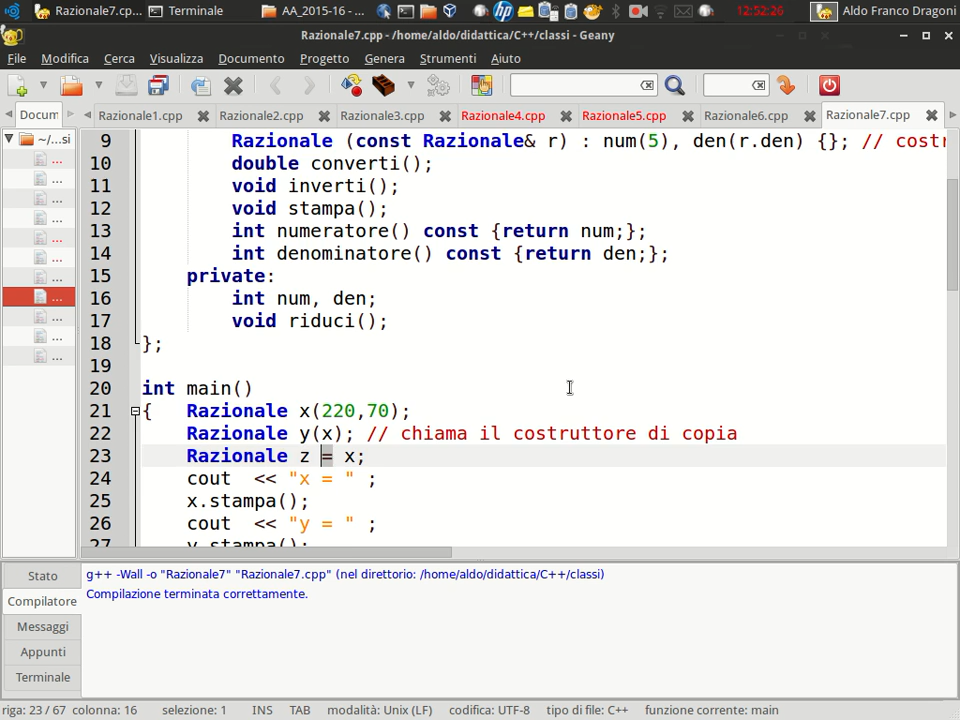 Razionale7.cp... Terminale AA_2015-16 - ... 12:52:26 Aldo Franco Dragoni
Razionale7.cpp - /home/aldo/didattica/C++/classi - Geany
File Modifica Cerca Visualizza Documento Progetto Genera Strumenti Aiuto
Docum Razionale1.cpp Razionale2.cpp Razionale3.cpp Razionale4.cpp Razionale5.cpp Razionale6.cpp Razionale7.cpp
~/...si
9 Razionale (const Razionale& r) : num(5), den(r.den) {}; // costr
10 double converti();
11 void inverti();
12 void stampa();
13 int numeratore() const {return num;};
14 int denominatore() const {return den;};
15 private:
16 int num, den;
17 void riduci();
18 };
19
20 int main()
21 { Razionale x(220,70);
22 Razionale y(x); // chiama il costruttore di copia
23 Razionale z = x;
24 cout << "x = " ;
25 x.stampa();
26 cout << "y = " ;
27 y.stampa();
Stato
Compilatore
Messaggi
Appunti
Terminale
g++ -Wall -o "Razionale7" "Razionale7.cpp" (nel direttorio: /home/aldo/didattica/C++/classi)
Compilazione terminata correttamente.
riga: 23 / 67 colonna: 16 selezione: 1 INS TAB modalità: Unix (LF) codifica: UTF-8 tipo di file: C++ funzione corrente: main